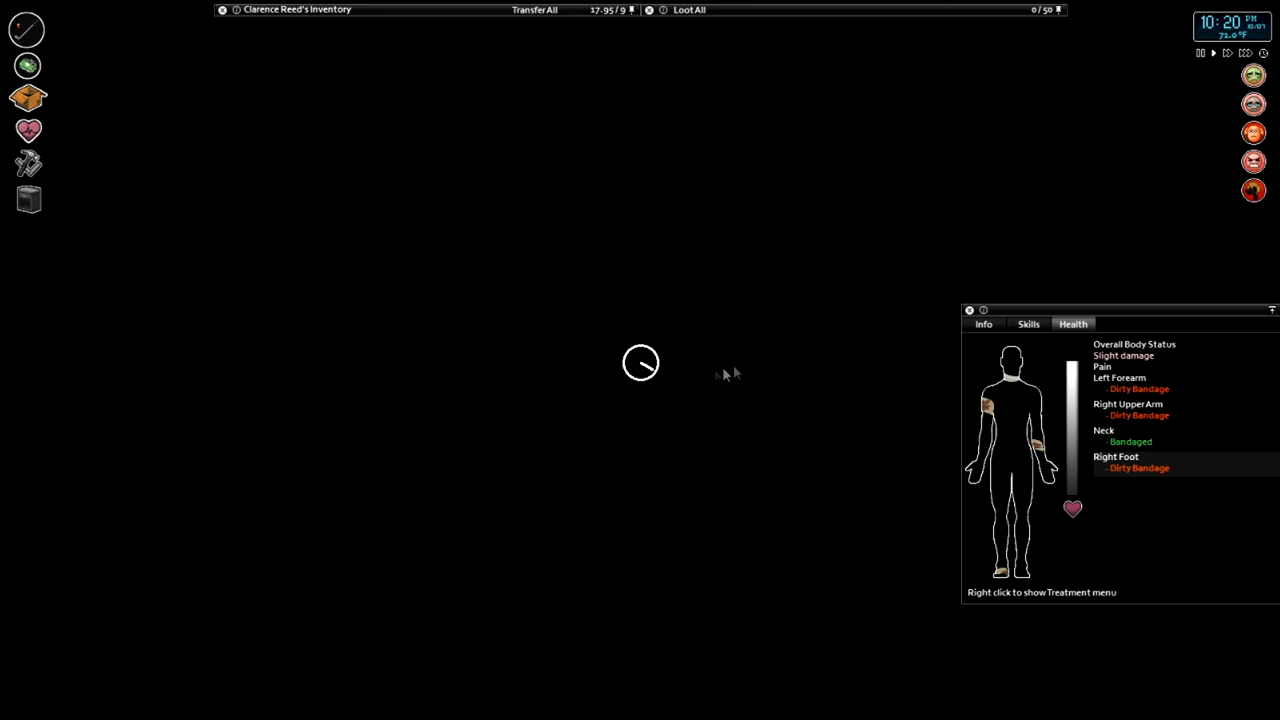 Clarence Reed's Inventory Transfer All 17.95 / 9 Loot All 0 / 50
10:20 PM
10/07
71.0 °F
Info Skills Health
Overall Body Status
Slight damage
Pain
Left Forearm
- Dirty Bandage
Right Upper Arm
- Dirty Bandage
Neck
- Bandaged
Right Foot
- Dirty Bandage
Right click to show Treatment menu